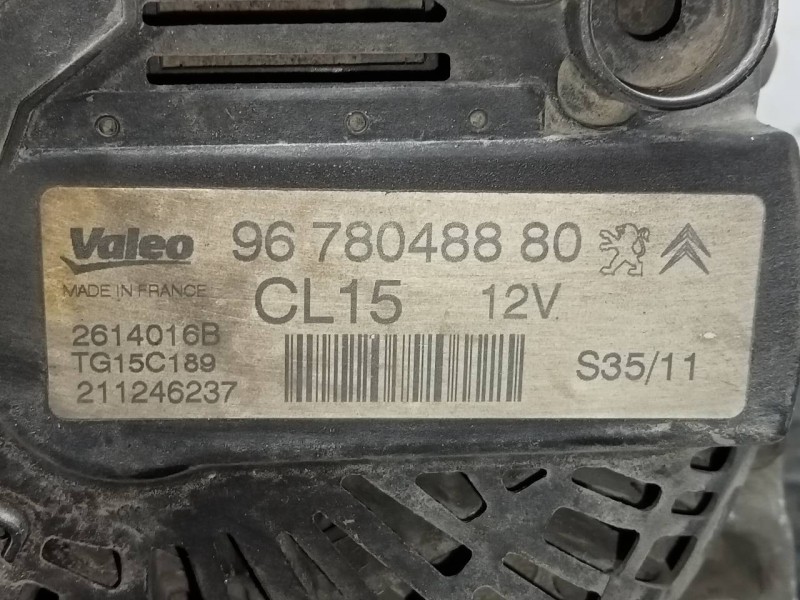 Valeo 96 780488 80
MADE IN FRANCE CL15 12V
2614016B
TG15C189 S35/11
211246237